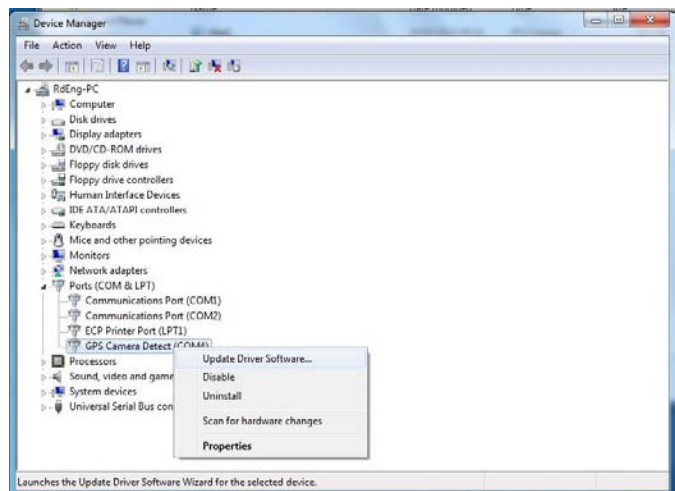 Device Manager
File Action View Help
RdEng-PC
Computer
Disk drives
Display adapters
DVD/CD-ROM drives
Floppy disk drives
Floppy drive controllers
Human Interface Devices
IDE ATA/ATAPI controllers
Keyboards
Mice and other pointing devices
Monitors
Network adapters
Ports (COM & LPT)
Communications Port (COM1)
Communications Port (COM2)
ECP Printer Port (LPT1)
GPS Camera Detect (COM4)
Processors
Sound, video and game
System devices
Universal Serial Bus con
Update Driver Software...
Disable
Uninstall
Scan for hardware changes
Properties
Launches the Update Driver Software Wizard for the selected device.